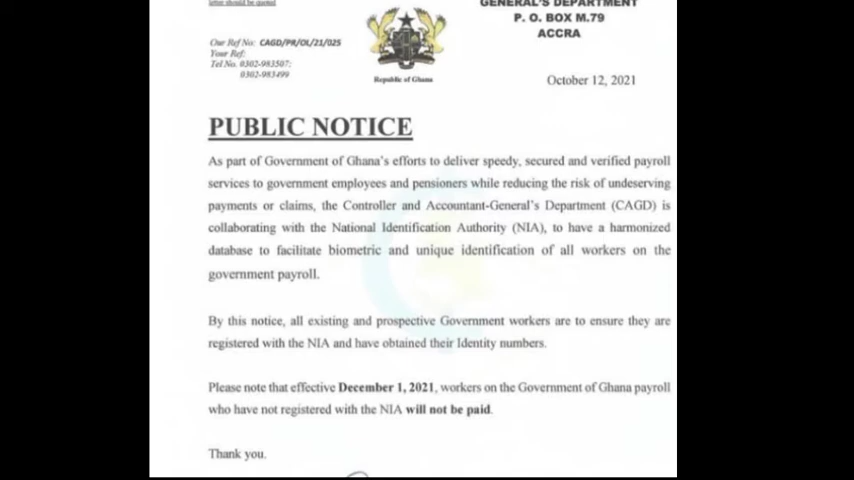 letter should be quoted
GENERAL'S DEPARTMENT
P. O. BOX M.79
ACCRA
Our Ref No: CAGD/PR/OL/21/025
Your Ref:
Tel No. 0302-983507:
0302-983499
Republic of Ghana
October 12, 2021
PUBLIC NOTICE
As part of Government of Ghana's efforts to deliver speedy, secured and verified payroll
services to government employees and pensioners while reducing the risk of undeserving
payments or claims, the Controller and Accountant-General's Department (CAGD) is
collaborating with the National Identification Authority (NIA), to have a harmonized
database to facilitate biometric and unique identification of all workers on the
government payroll.
By this notice, all existing and prospective Government workers are to ensure they are
registered with the NIA and have obtained their Identity numbers.
Please note that effective December 1, 2021, workers on the Government of Ghana payroll
who have not registered with the NIA will not be paid.
Thank you.